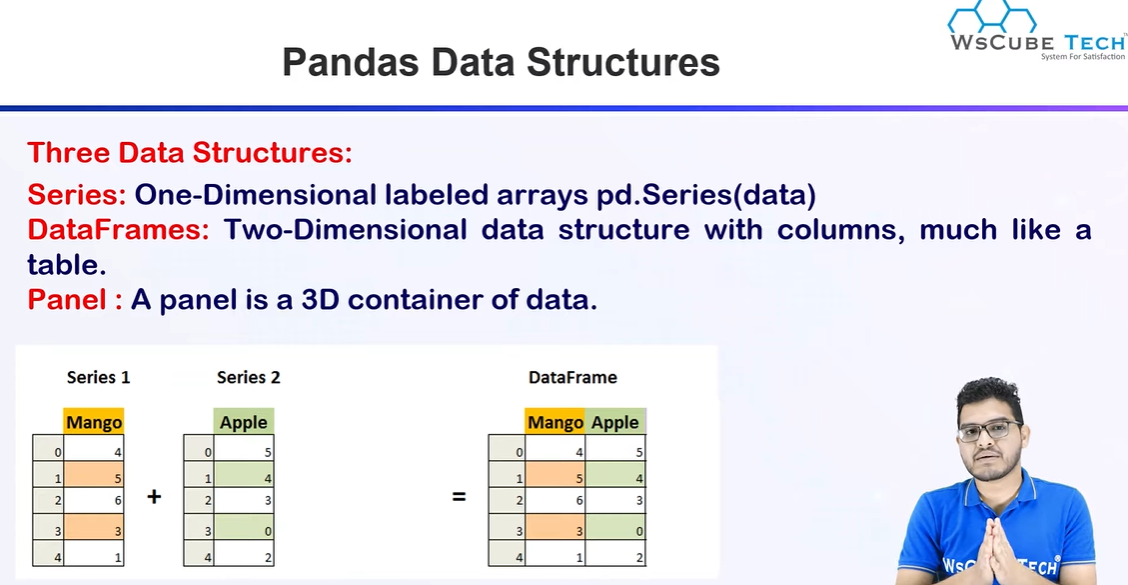 WsCube Tech
System For Satisfaction
Pandas Data Structures
Three Data Structures:
Series: One-Dimensional labeled arrays pd.Series(data)
DataFrames: Two-Dimensional data structure with columns, much like a
table.
Panel : A panel is a 3D container of data.
Series 1
Mango
0 4
1 5
2 6
3 3
4 1
+
Series 2
Apple
0 5
1 4
2 3
3 0
4 2
=
DataFrame
Mango Apple
0 4 5
1 5 4
2 6 3
3 3 0
4 1 2